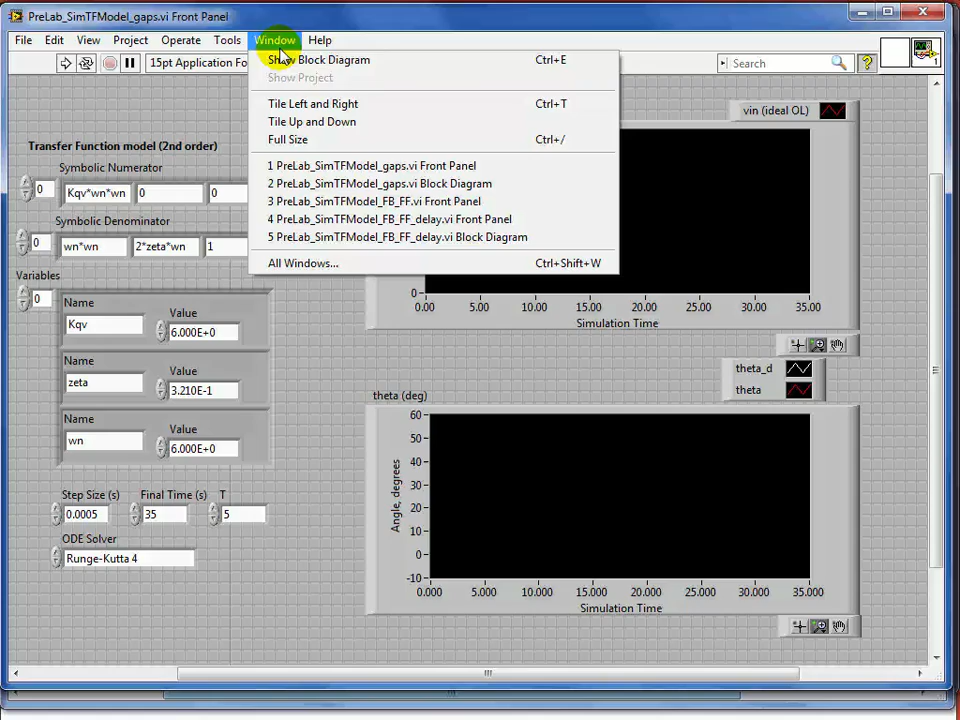 PreLab_SimTFModel_gaps.vi Front Panel
File Edit View Project Operate Tools Window Help
15pt Application Fo
Search
?
Show Block Diagram Ctrl+E
Show Project
Tile Left and Right Ctrl+T
Tile Up and Down
Full Size Ctrl+/
1 PreLab_SimTFModel_gaps.vi Front Panel
2 PreLab_SimTFModel_gaps.vi Block Diagram
3 PreLab_SimTFModel_FB_FF.vi Front Panel
4 PreLab_SimTFModel_FB_FF_delay.vi Front Panel
5 PreLab_SimTFModel_FB_FF_delay.vi Block Diagram
All Windows... Ctrl+Shift+W
Transfer Function model (2nd order)
Symbolic Numerator
0 Kqv*wn*wn 0 0
Symbolic Denominator
0 wn*wn 2*zeta*wn 1
Variables
0
Name Value
Kqv 6.000E+0
Name Value
zeta 3.210E-1
Name Value
wn 6.000E+0
Step Size (s) Final Time (s) T
0.0005 35 5
ODE Solver
Runge-Kutta 4
vin (ideal OL)
0
0.00 5.00 10.00 15.00 20.00 25.00 30.00 35.00
Simulation Time
theta_d
theta
theta (deg)
Angle, degrees
60
50
40
30
20
10
0
-10
0.000 5.000 10.000 15.000 20.000 25.000 30.000 35.000
Simulation Time